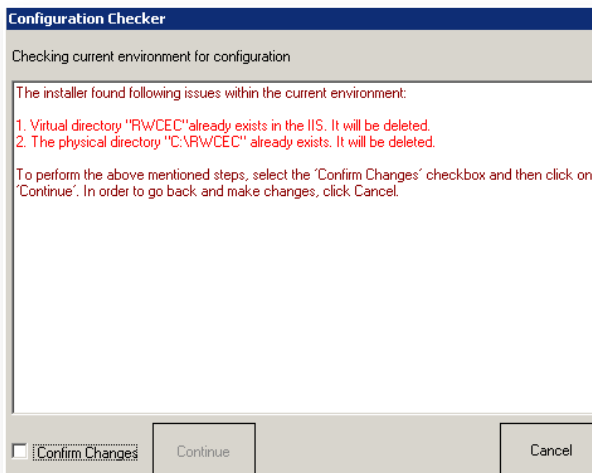 Configuration Checker
Checking current environment for configuration
The installer found following issues within the current environment:
1. Virtual directory "RWCEC"already exists in the IIS. It will be deleted.
2. The physical directory "C:\RWCEC" already exists. It will be deleted.
To perform the above mentioned steps, select the ´Confirm Changes´ checkbox and then click on
´Continue´. In order to go back and make changes, click Cancel.
Confirm Changes
Continue
Cancel